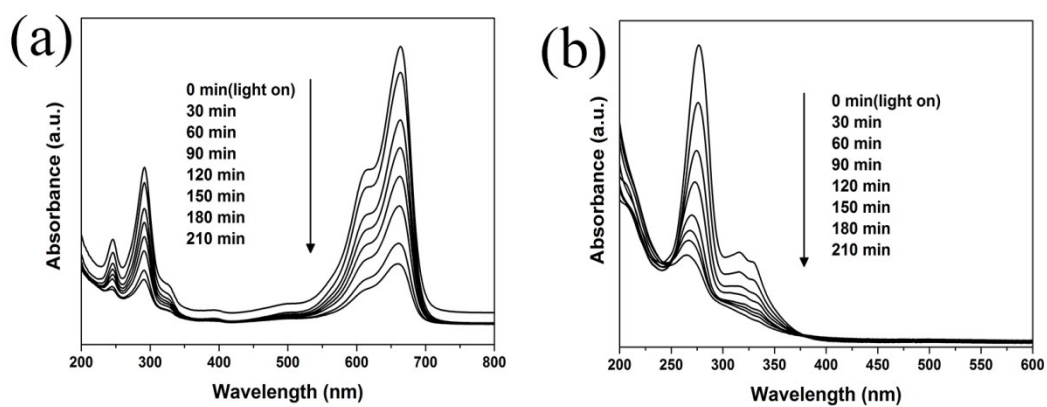 (a)
Absorbance (a.u.)
0 min(light on)
30 min
60 min
90 min
120 min
150 min
180 min
210 min
200 300 400 500 600 700 800
Wavelength (nm)
(b)
Absorbance (a.u.)
0 min(light on)
30 min
60 min
90 min
120 min
150 min
180 min
210 min
200 250 300 350 400 450 500 550 600
Wavelength (nm)